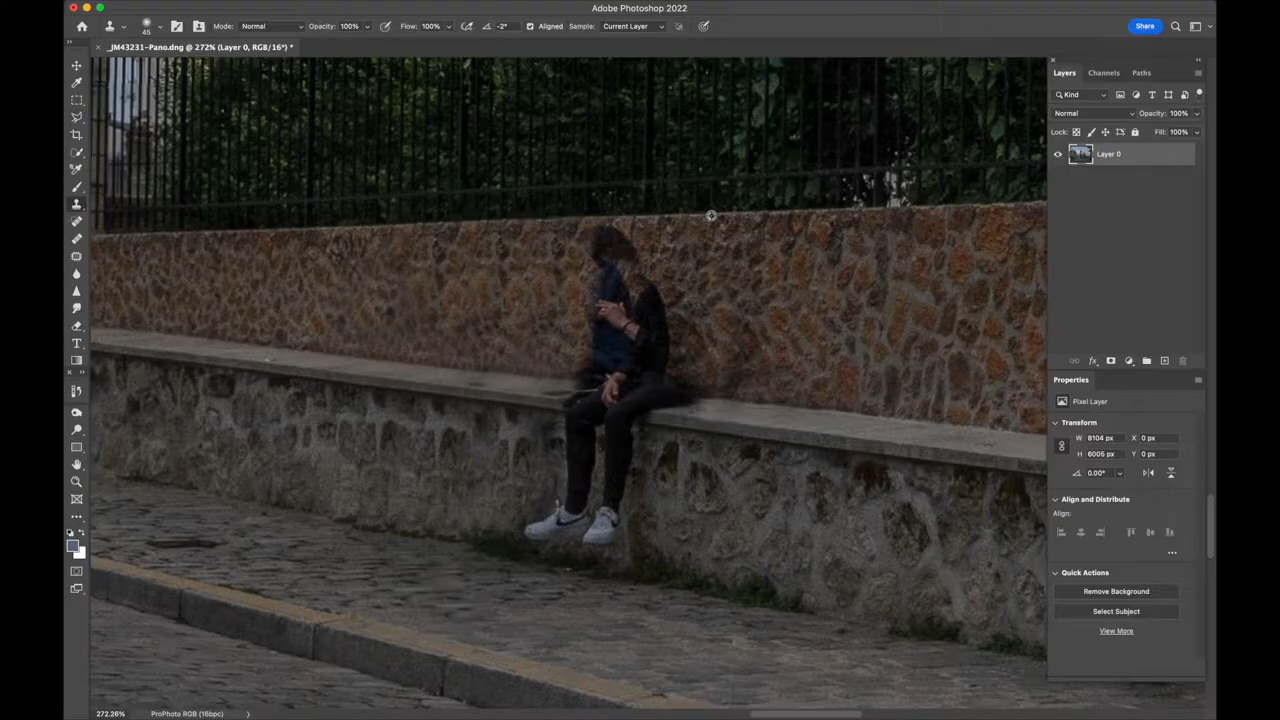 Adobe Photoshop 2022
45
Mode: Normal
Opacity: 100%
Flow: 100%
-2°
Aligned
Sample: Current Layer
Share
_JM43231-Pano.dng @ 272% (Layer 0, RGB/16*) *
Layers
Channels
Paths
Kind
Normal
Opacity: 100%
Lock:
Fill: 100%
Layer 0
fx
Properties
Pixel Layer
Transform
W 8104 px
X 0 px
H 6005 px
Y 0 px
0.00°
Align and Distribute
Align:
Quick Actions
Remove Background
Select Subject
View More
272.26%
ProPhoto RGB (16bpc)